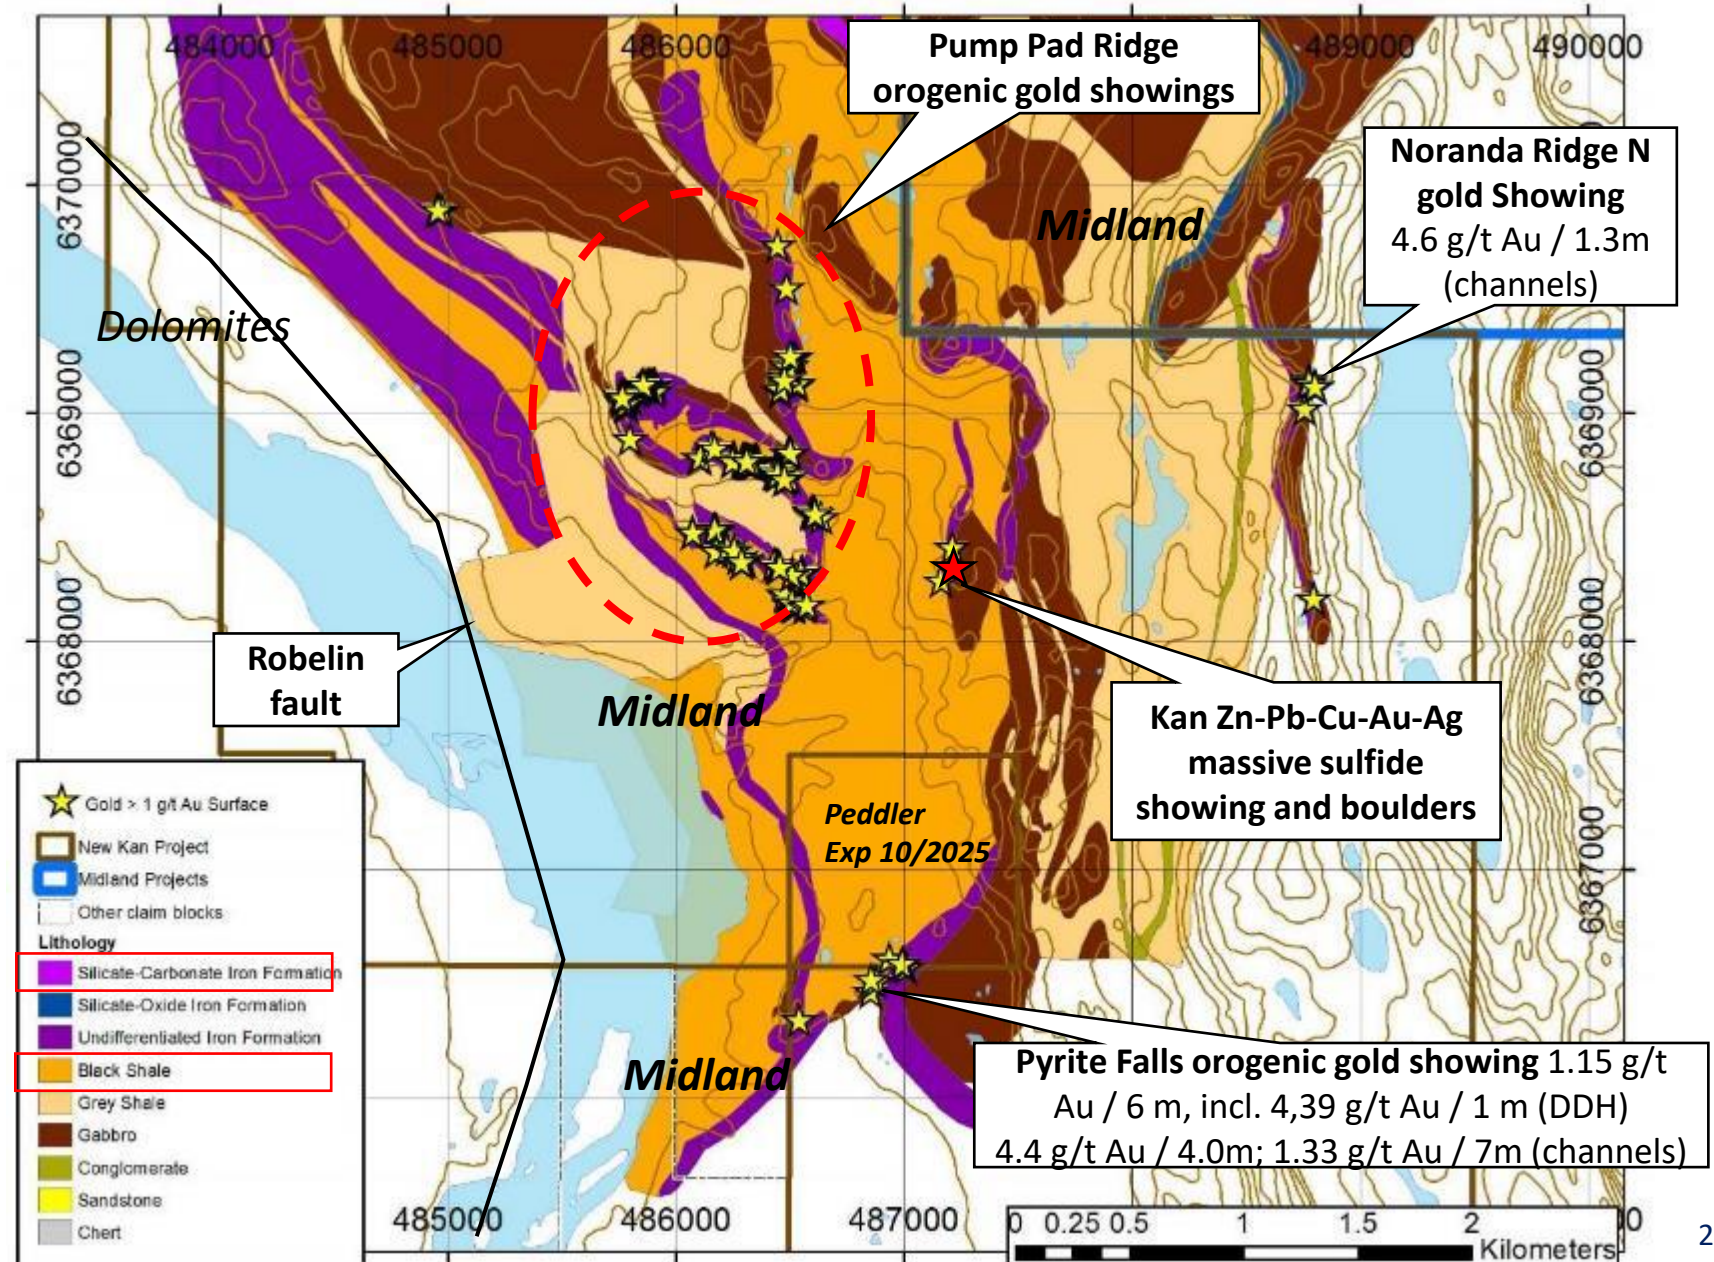 484000
485000
486000
489000
490000
Pump Pad Ridge
orogenic gold showings
Noranda Ridge N
gold Showing
4.6 g/t Au / 1.3m
(channels)
6370000
Midland
Dolomites
6369000
6369000
6368000
6368000
Robelin
fault
Midland
Kan Zn-Pb-Cu-Au-Ag
massive sulfide
showing and boulders
Peddler
Exp 10/2025
6367000
Gold > 1 g/t Au Surface
New Kan Project
Midland Projects
Other claim blocks
Lithology
Silicate-Carbonate Iron Formation
Silicate-Oxide Iron Formation
Undifferentiated Iron Formation
Black Shale
Grey Shale
Gabbro
Conglomerate
Sandstone
Chert
Midland
Pyrite Falls orogenic gold showing 1.15 g/t
Au / 6 m, incl. 4,39 g/t Au / 1 m (DDH)
4.4 g/t Au / 4.0m; 1.33 g/t Au / 7m (channels)
485000
486000
487000
0 0.25 0.5 1 1.5 2
Kilometers
2